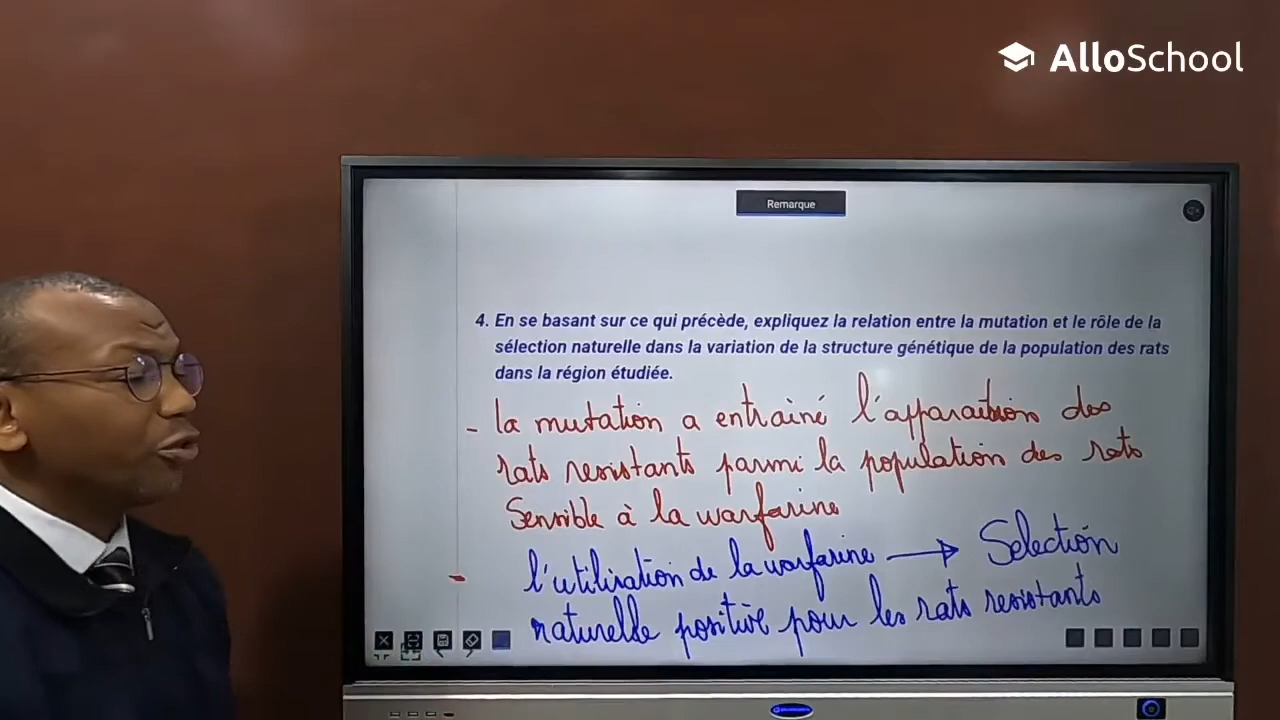 AlloSchool
Remarque
4. En se basant sur ce qui précède, expliquez la relation entre la mutation et le rôle de la
sélection naturelle dans la variation de la structure génétique de la population des rats
dans la région étudiée.
- la mutation a entrainé l'apparaition des
rats resistants parmi la population des rats
Sensible à la warfarine
- l'utilisation de la warfarine → Selection
naturelle positive pour les rats resistants